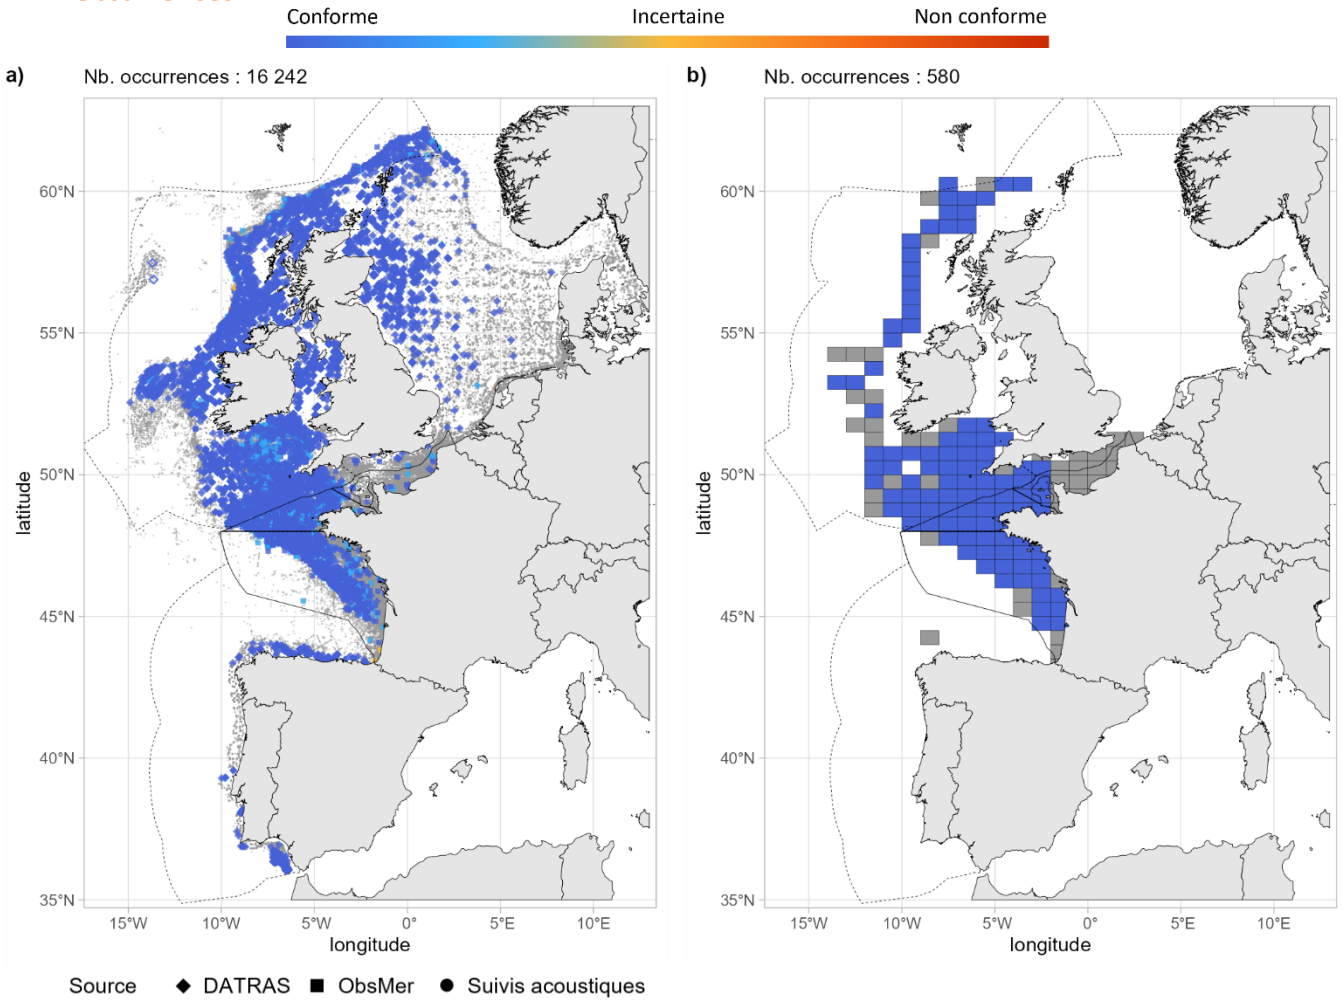 Conforme Incertaine Non conforme
a) Nb. occurrences : 16 242
b) Nb. occurrences : 580
60°N
55°N
50°N
45°N
40°N
35°N
latitude
15°W 10°W 5°W 0° 5°E 10°E
longitude
60°N
55°N
50°N
45°N
40°N
35°N
latitude
15°W 10°W 5°W 0° 5°E 10°E
longitude
Source DATRAS ObsMer Suivis acoustiques